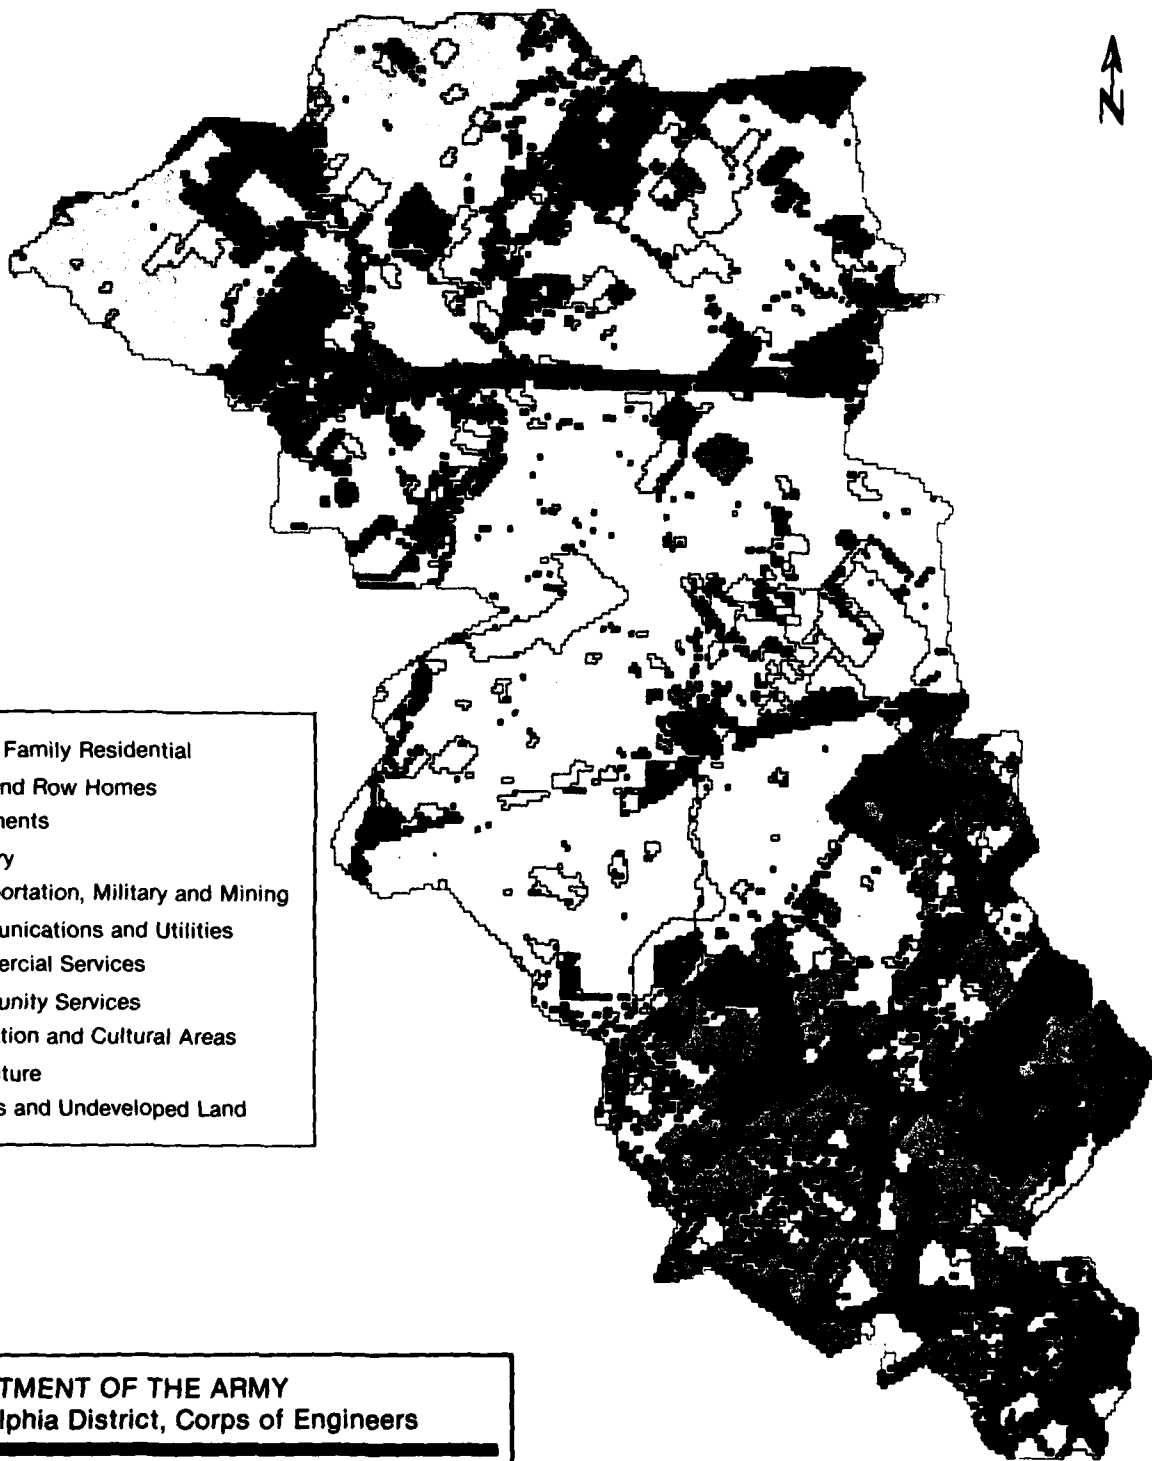 N
Family Residential
nd Row Homes
nents
ry
portation, Military and Mining
unications and Utilities
ercial Services
unity Services
tion and Cultural Areas
ture
s and Undeveloped Land
TMENT OF THE ARMY
lphia District, Corps of Engineers